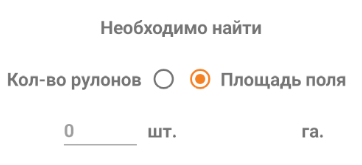 Необходимо найти
Кол-во рулонов Площадь поля
0 шт. га.